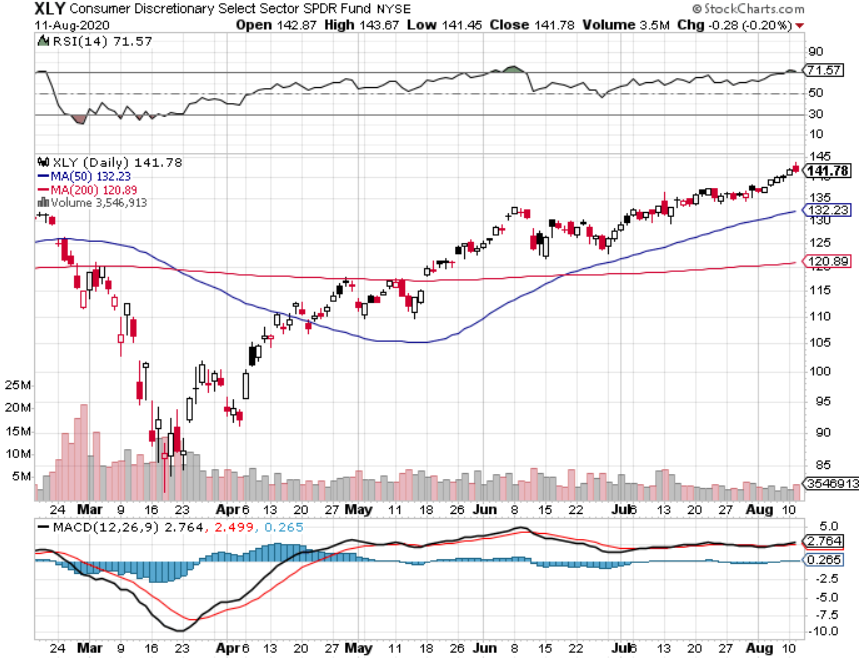 XLY Consumer Discretionary Select Sector SPDR Fund NYSE © StockCharts.com
11-Aug-2020 Open 142.87 High 143.67 Low 141.45 Close 141.78 Volume 3.5M Chg -0.28 (-0.20%)
RSI(14) 71.57
90
71.57
50
30
10
XLY (Daily) 141.78
MA(50) 132.23
MA(200) 120.89
Volume 3,546,913
145
141.78
135
132.23
130
125
120.89
115
110
105
100
95
90
85
25M
20M
15M
10M
5M
3546913
24 Mar 9 16 23 Apr 6 13 20 27 May 11 18 26 Jun 8 15 22 Jul 6 13 20 27 Aug 10
MACD(12,26,9) 2.764, 2.499, 0.265
5.0
2.764
0.265
-2.5
-5.0
-7.5
-10.0
24 Mar 9 16 23 Apr 6 13 20 27 May 11 18 26 Jun 8 15 22 Jul 6 13 20 27 Aug 10